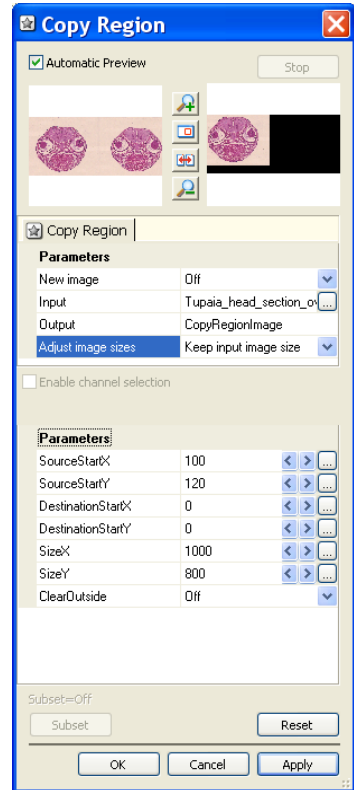 Copy Region
Automatic Preview
Stop
Copy Region
Parameters
New image Off
Input Tupaia_head_section_ov ...
Output CopyRegionImage
Adjust image sizes Keep input image size
Enable channel selection
Parameters
SourceStartX 100 < > ...
SourceStartY 120 < > ...
DestinationStartX 0 < > ...
DestinationStartY 0 < > ...
SizeX 1000 < > ...
SizeY 800 < > ...
ClearOutside Off
Subset=Off
Subset Reset
OK Cancel Apply